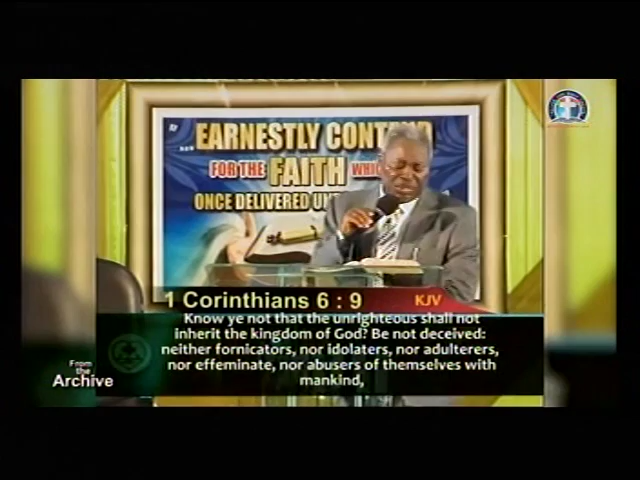 EARNESTLY CONTEND
FOR THE FAITH WHIC
ONCE DELIVERED UN
1 Corinthians 6 : 9 KJV
Know ye not that the unrighteous shall not
inherit the kingdom of God? Be not deceived:
neither fornicators, nor idolaters, nor adulterers,
nor effeminate, nor abusers of themselves with
mankind,
From
the
Archive